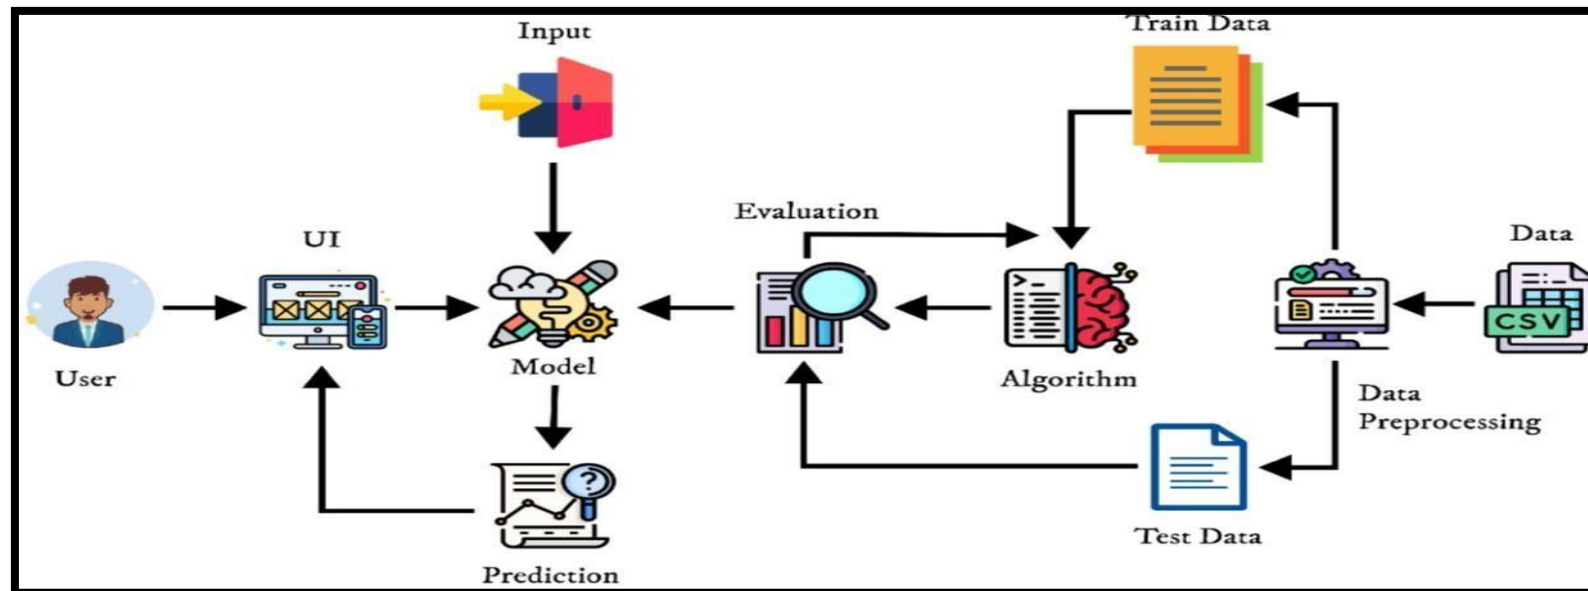 Input
Train Data
Evaluation
UI
Data
CSV
User
Model
Algorithm
Data
Preprocessing
Test Data
Prediction